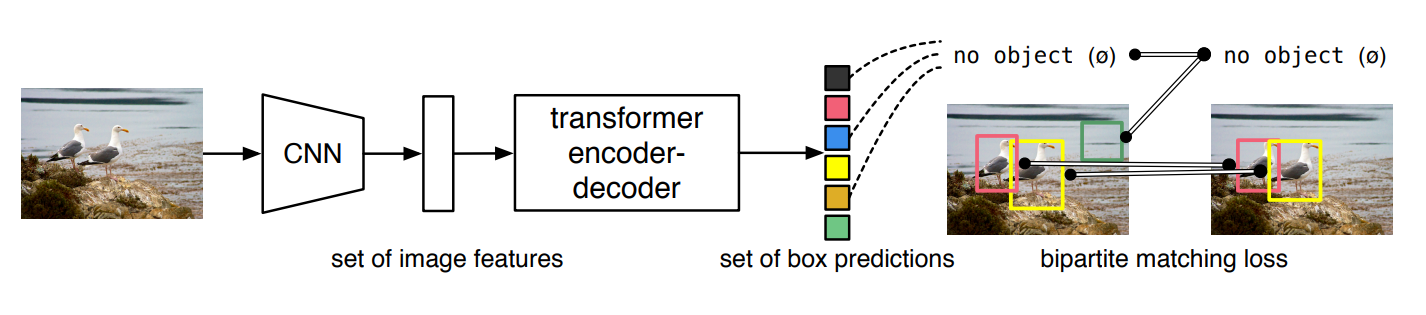 CNN
transformer
encoder-
decoder
no object (ø)
no object (ø)
set of image features
set of box predictions
bipartite matching loss